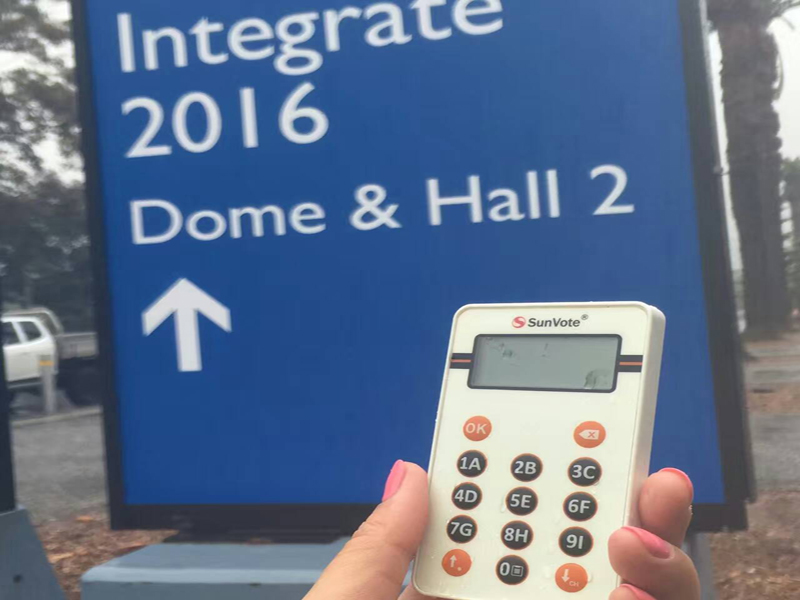 Integrate
2016
Dome & Hall 2
SunVote®
OK
1A 2B 3C
4D 5E 6F
7G 8H 9I
0